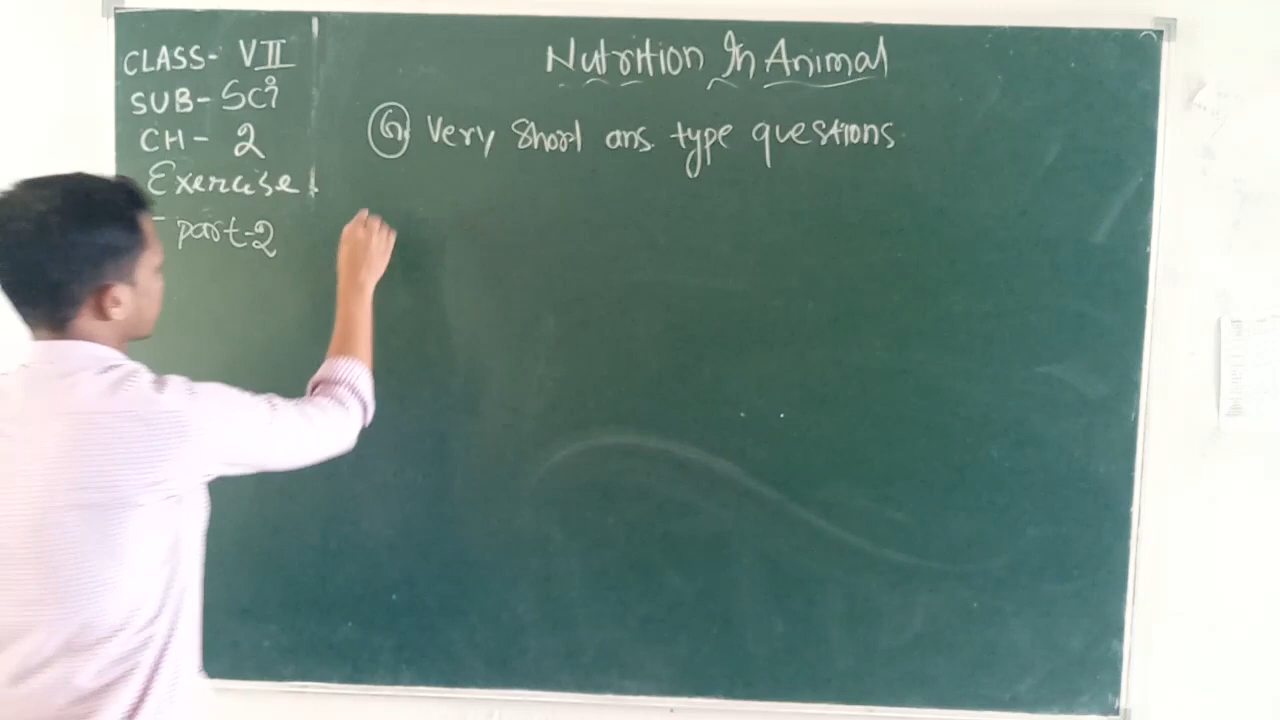 CLASS- VII
SUB- Sci
CH- 2
Exercise
part-2
Nutrition In Animal
Very Short ans. type questions